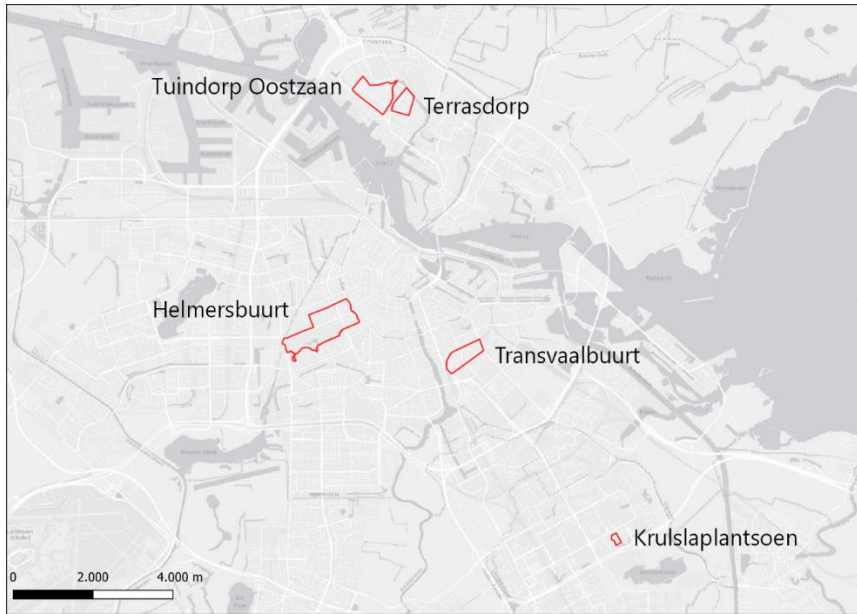 Tuindorp Oostzaan
Terrasdorp
Helmersbuurt
Transvaalbuurt
Krulslaplantsoen
0 2.000 4.000 m